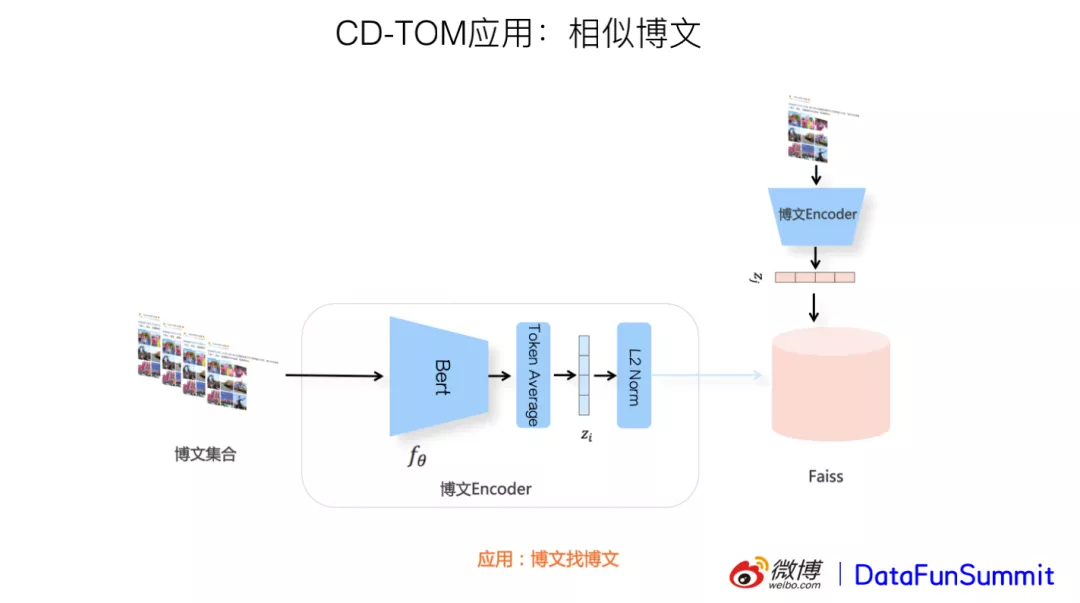 CD-TOM应用：相似博文
博文Encoder
z_j
Bert
Token Average
L2 Norm
z_i
f_θ
博文集合
博文Encoder
Faiss
应用：博文找博文
微博
weibo.com
DataFunSummit